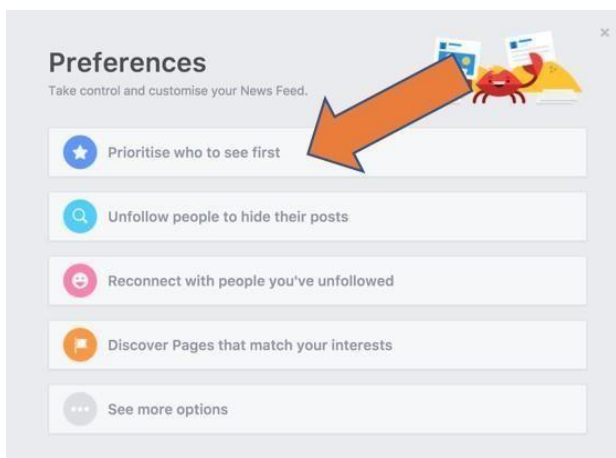 Preferences
Take control and customise your News Feed.
Prioritise who to see first
Unfollow people to hide their posts
Reconnect with people you've unfollowed
Discover Pages that match your interests
See more options